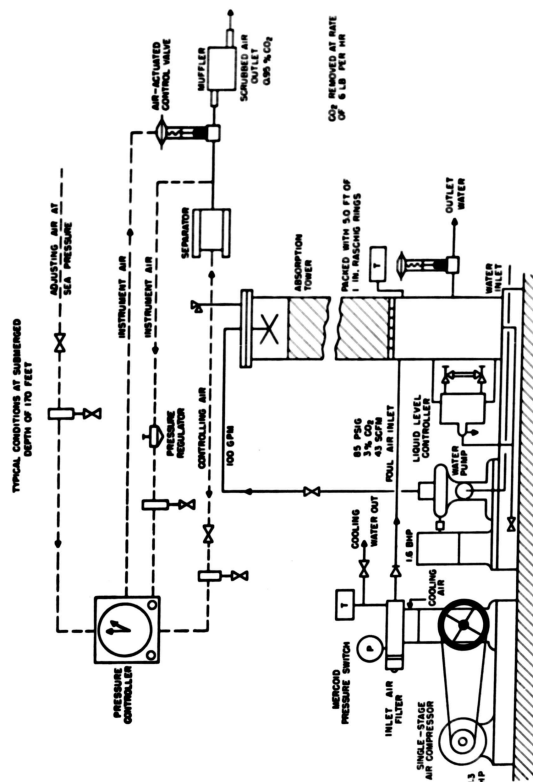 TYPICAL CONDITIONS AT SUBMERGED
DEPTH OF 170 FEET
ADJUSTING AIR AT
SEA PRESSURE
AIR-ACTUATED
CONTROL VALVE
INSTRUMENT AIR
MUFFLER
SCRUBBED AIR
OUTLET
0.95 % CO2
INSTRUMENT AIR
PRESSURE
CONTROLLER
PRESSURE
REGULATOR
SEPARATOR
CONTROLLING AIR
100 GPM
CO2 REMOVED AT RATE
OF 6 LB PER HR
ABSORPTION
TOWER
PACKED WITH 5.0 FT OF
1 IN. RASCHIG RINGS
T
OUTLET
WATER
WATER
INLET
85 PSIG
3% CO2
43 SCFM
FOUL AIR INLET
LIQUID LEVEL
CONTROLLER
WATER
PUMP
1.6 BHP
COOLING
WATER OUT
T
P
MERCOID
PRESSURE SWITCH
INLET AIR
FILTER
COOLING
AIR
SINGLE-STAGE
AIR COMPRESSOR
.3
HP